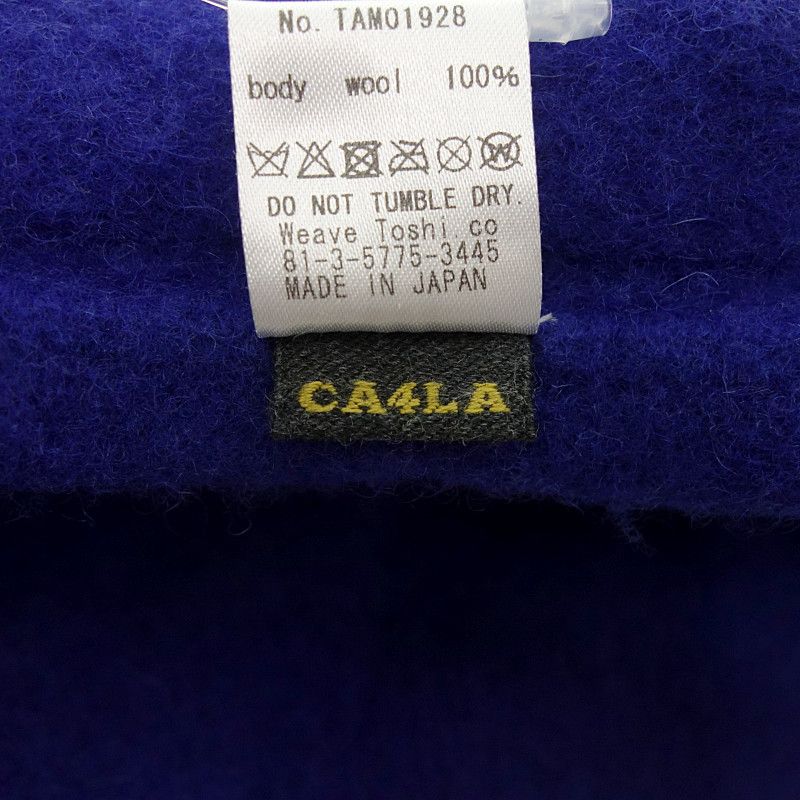 No. TAM01928
body wool 100%
W
DO NOT TUMBLE DRY.
Weave Toshi.co
81-3-5775-3445
MADE IN JAPAN
CA4LA